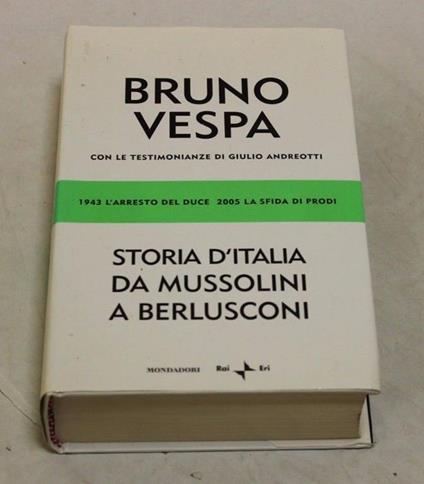 BRUNO
VESPA
CON LE TESTIMONIANZE DI GIULIO ANDREOTTI
1943 L'ARRESTO DEL DUCE 2005 LA SFIDA DI PRODI
STORIA D'ITALIA
DA MUSSOLINI
A BERLUSCONI
MONDADORI Rai Eri